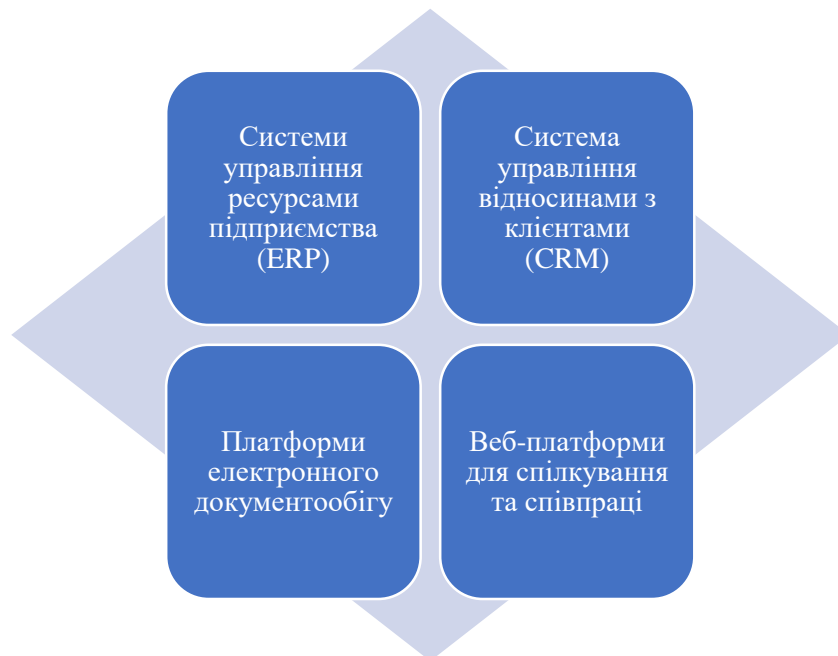 Системи
управління
ресурсами
підприємства
(ERP)
Система
управління
відносинами з
клієнтами
(CRM)
Платформи
електронного
документообігу
Веб-платформи
для спілкування
та співпраці